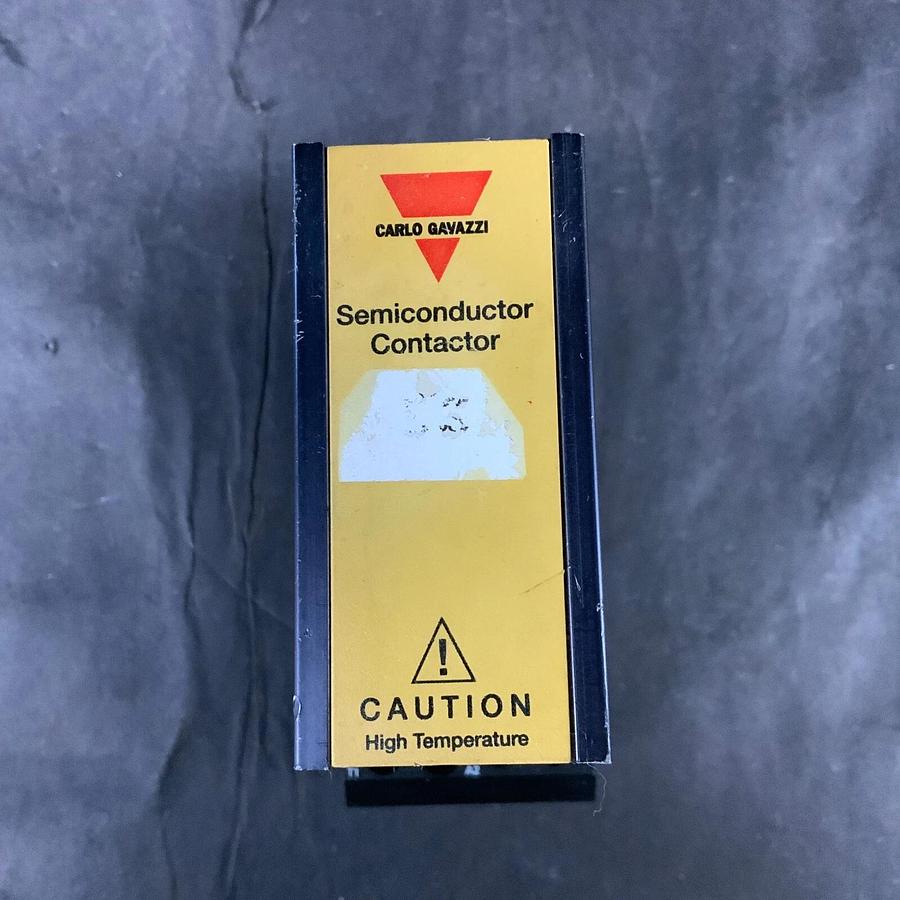 CARLO GAVAZZI
Semiconductor
Contactor
CAUTION
High Temperature